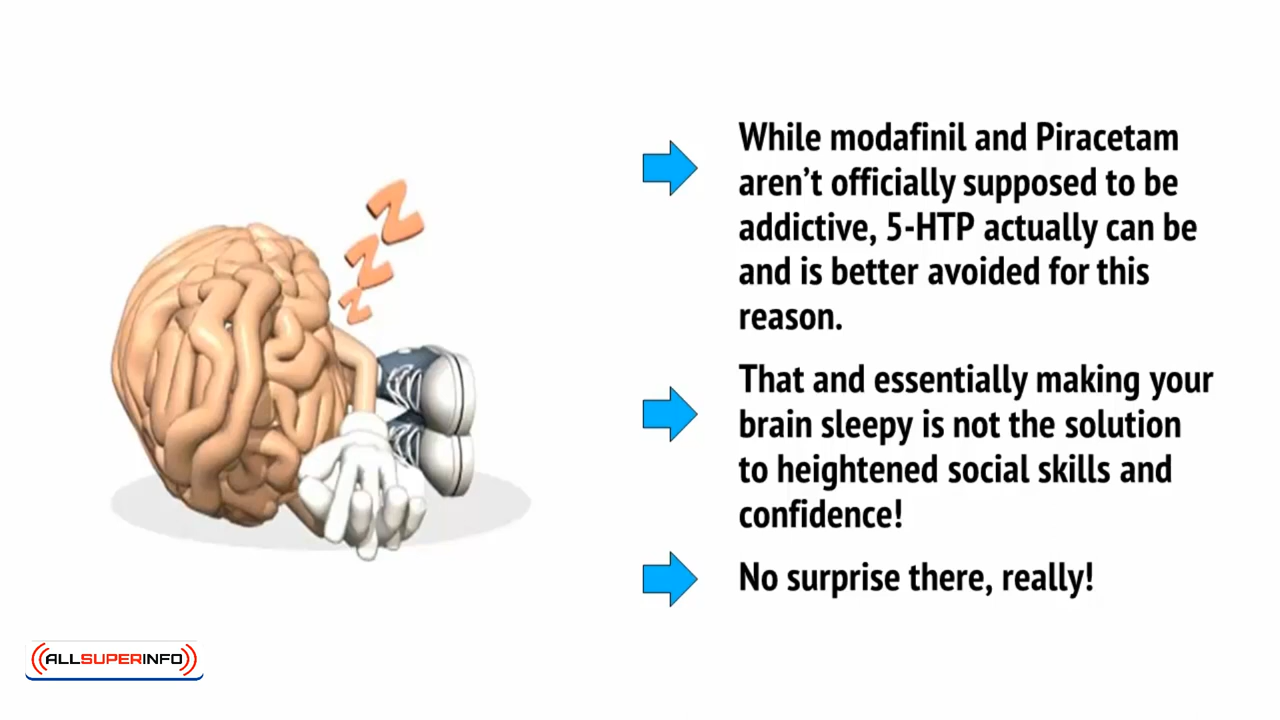 While modafinil and Piracetam
aren’t officially supposed to be
addictive, 5-HTP actually can be
and is better avoided for this
reason.
That and essentially making your
brain sleepy is not the solution
to heightened social skills and
confidence!
No surprise there, really!
zzz
ALLSUPERINFO